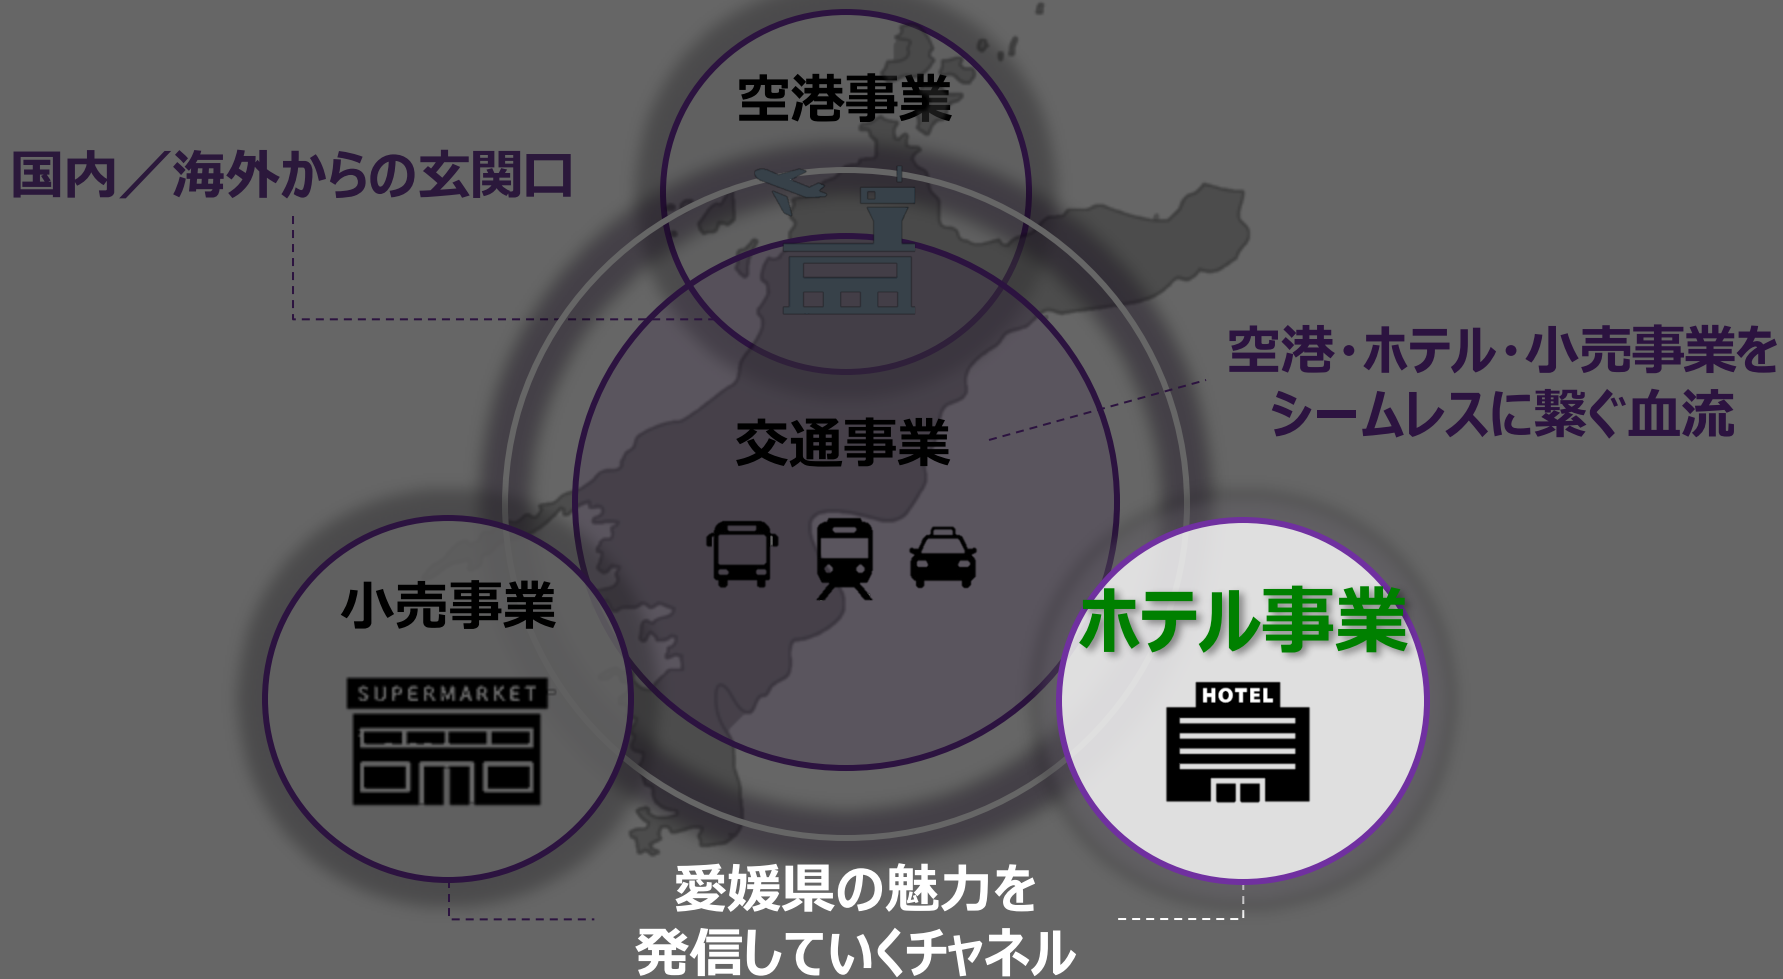 空港事業
国内／海外からの玄関口
空港・ホテル・小売事業を
シームレスに繋ぐ血流
交通事業
小売事業
SUPERMARKET
ホテル事業
HOTEL
愛媛県の魅力を
発信していくチャネル